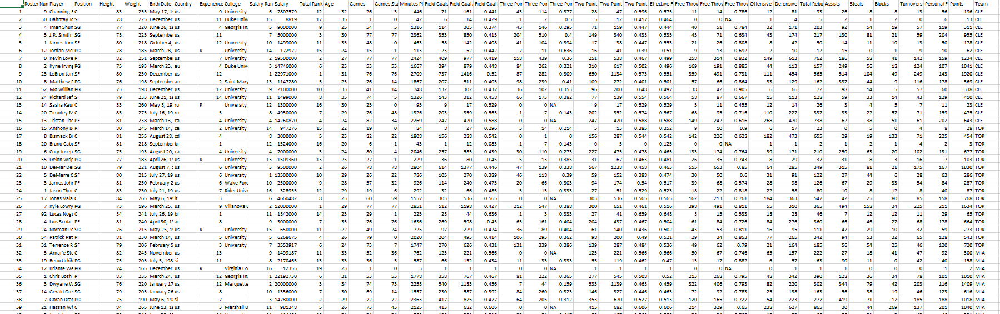 Roster Nur Player Position Height Weight Birth Date Country Experience College Salary Ran Salary Total Rank Age Games Games Sta Minutes Pl Field Goals Field Goal Field Goal Three-Poin Three-Poin Three-Poin Two-Point Two-Point Two-Point Effective F Free Throw Free Throw Free Throw Offensive Defensive Total Rebo Assists Steals Blocks Turnovers Personal F Points Team
1 9 Channing F C 83 255 May 17, 1 us 9 University 6 7807579 12 32 26 3 446 71 161 0.441 43 114 0.377 28 47 0.596 0.575 11 14 0.786 12 81 93 26 8 8 13 56 196 CLE
2 30 Dahntay Jo SF 78 225 December us 11 Duke Univ 15 8819 17 35 1 0 42 6 14 0.429 1 2 0.5 5 12 0.417 0.464 0 0 NA 1 4 5 2 1 2 0 6 13 CLE
3 4 Iman Shur SG 77 220 June 26, 1 us 4 Georgia In 5 9000000 9 25 54 5 1316 114 305 0.374 43 146 0.295 71 159 0.447 0.444 40 51 0.784 32 171 203 92 54 19 57 119 311 CLE
4 5 J.R. Smith SG 78 225 Septembe us 11 7 5000000 3 30 77 77 2362 353 850 0.415 204 510 0.4 149 340 0.438 0.535 45 71 0.634 43 174 217 130 81 21 59 204 955 CLE
5 1 James Jon SF 80 218 October 4, us 12 University 10 1499000 11 35 48 0 463 58 142 0.408 41 104 0.394 17 38 0.447 0.553 21 26 0.808 8 42 50 14 11 10 13 50 178 CLE
6 12 Jordan Mc PG 78 185 March 28, us R University 14 172972 15 24 15 1 113 23 52 0.442 7 11 0.636 16 41 0.39 0.51 9 13 0.692 2 10 12 15 0 1 9 10 62 CLE
7 0 Kevin Love PF 82 251 Septembe us 7 University 2 19500000 2 27 77 77 2424 409 977 0.419 158 439 0.36 251 538 0.467 0.499 258 314 0.822 149 613 762 186 58 41 142 159 1234 CLE
8 2 Kyrie Irving PG 75 193 March 23, au 4 Duke Univ 3 14746000 6 23 53 53 1667 394 879 0.448 84 262 0.321 310 617 0.502 0.496 169 191 0.885 44 113 157 249 56 18 124 107 1041 CLE
9 23 LeBron Jan SF 80 250 December us 12 1 22971000 1 31 76 76 2709 737 1416 0.52 87 282 0.309 650 1134 0.573 0.551 359 491 0.731 111 454 565 514 104 49 249 143 1920 CLE
10 8 Matthew D PG 76 198 Septembe au 2 Saint Mary 13 1147280 5 25 76 14 1867 207 511 0.405 98 239 0.41 109 272 0.401 0.501 57 66 0.864 33 129 162 337 44 9 116 178 569 CLE
11 52 Mo Willian PG 73 198 December us 12 University 9 2100000 10 33 41 14 748 132 302 0.437 36 102 0.353 96 200 0.48 0.497 38 42 0.905 6 66 72 98 14 5 57 60 338 CLE
12 24 Richard Jef SF 79 233 June 21, 19 us 14 University 11 1499000 8 35 74 5 1326 143 312 0.458 66 173 0.382 77 139 0.554 0.564 58 87 0.667 15 113 128 59 33 14 43 129 410 CLE
13 14 Sasha Kau C 83 260 May 8, 19 ru R University 12 1300000 16 30 25 0 95 9 17 0.529 0 0 NA 9 17 0.529 0.529 5 11 0.455 12 14 26 3 4 5 7 11 23 CLE
14 20 Timofey M C 85 275 July 16, 19 ru 5 8 4950000 7 29 76 48 1326 203 359 0.565 1 7 0.143 202 352 0.574 0.567 68 95 0.716 110 227 337 33 22 57 71 159 475 CLE
15 13 Tristan Tho PF 81 238 March 13, ca 4 University 4 14260870 4 24 82 34 2269 247 420 0.588 0 0 NA 247 420 0.588 0.588 149 242 0.616 268 470 738 62 38 51 61 202 643 CLE
16 15 Anthony B PF 80 245 March 14, ca 2 University 14 947276 15 22 19 0 84 8 27 0.296 3 14 0.214 5 13 0.385 0.352 9 10 0.9 6 17 23 0 5 0 4 8 28 TOR
17 8 Bismack Bi C 81 255 August 28, cd 4 8 3000000 5 23 82 22 1808 156 288 0.542 0 1 0 156 287 0.544 0.542 142 226 0.628 182 473 655 29 19 133 71 225 454 TOR
18 20 Bruno Cabo SF 81 218 Septembe br 1 12 1524000 16 20 6 1 43 1 12 0.083 1 7 0.143 0 5 0 0.125 0 0 NA 1 1 2 1 2 1 4 2 3 TOR
19 6 Cory Josep SG 75 193 August 20, ca 4 University 4 7000000 3 24 80 4 2046 257 585 0.439 30 110 0.273 227 475 0.478 0.465 133 174 0.764 39 171 210 250 63 20 102 131 677 TOR
20 55 Delon Wrig PG 77 183 April 26, 19 us R University 13 1509360 13 23 27 1 229 36 80 0.45 5 13 0.385 31 67 0.463 0.481 26 35 0.743 8 29 37 31 8 3 16 7 103 TOR
21 10 DeMar De SG 79 221 August 7, us 6 University 3 9500000 2 26 78 78 2804 614 1377 0.446 47 139 0.338 567 1238 0.458 0.463 555 653 0.85 64 285 349 315 81 21 175 167 1830 TOR
22 5 DeMarre C SF 80 215 July 27, 19 us 6 University 1 13500000 10 29 26 22 786 105 270 0.389 46 118 0.39 59 152 0.388 0.474 30 50 0.6 31 91 122 27 44 6 28 63 286 TOR
23 3 James John PF 81 250 February 2 us 6 Wake Fore 10 2500000 9 28 57 32 926 114 240 0.475 20 66 0.303 94 174 0.54 0.517 39 68 0.574 28 98 126 67 29 33 54 84 287 TOR
24 1 Jason Thor C 83 250 July 21, 19 us 7 Rider Unive 16 328955 12 29 19 6 292 32 66 0.485 5 15 0.333 27 51 0.529 0.523 18 22 0.818 22 58 80 10 8 12 8 40 87 TOR
25 17 Jonas Vala C 84 265 May 6, 19 lt 3 6 4660482 8 23 60 59 1557 303 536 0.565 0 0 NA 303 536 0.565 0.565 162 213 0.761 184 363 547 42 25 80 85 158 768 TOR
26 7 Kyle Lowry PG 73 196 March 25, us 9 Villanova U 2 12000000 1 29 77 77 2851 512 1198 0.427 212 547 0.388 300 651 0.461 0.516 398 491 0.811 55 310 365 494 158 34 225 211 1634 TOR
27 92 Lucas Nogi C 84 241 July 26, 19 br 1 11 1842000 14 23 29 1 225 28 44 0.636 1 3 0.333 27 41 0.659 0.648 8 15 0.533 18 28 46 7 12 12 11 29 65 TOR
28 4 Luis Scola PF 81 240 April 30, 19 ar 8 9 3000000 7 35 76 76 1636 269 598 0.45 65 161 0.404 204 437 0.467 0.504 61 84 0.726 84 276 360 66 46 27 68 178 664 TOR
29 24 Norman Po SG 76 215 May 25, 1 us R University 15 650000 11 22 49 24 725 97 229 0.424 36 89 0.404 61 140 0.436 0.502 43 53 0.811 16 95 111 47 29 10 32 59 273 TOR
30 54 Patrick Pat PF 81 230 March 14, us 5 University 5 6268675 4 26 79 0 2020 204 493 0.414 106 293 0.362 98 200 0.49 0.521 29 34 0.853 77 265 342 94 53 32 65 128 543 TOR
31 31 Terrence R SF 79 206 February 5 us 3 University 7 3553917 6 24 73 7 1747 270 626 0.431 131 339 0.386 139 287 0.484 0.536 49 62 0.79 21 164 185 56 54 25 46 120 720 TOR
32 5 Amar'e Sto C 82 245 November us 13 9 1499187 11 33 52 36 762 125 221 0.566 0 0 NA 125 221 0.566 0.566 50 67 0.746 65 157 222 27 18 41 47 92 300 MIA
33 19 Beno Udrih PG 75 205 July 5, 198 si 11 8 2170465 13 33 36 5 587 66 152 0.434 11 33 0.333 55 119 0.462 0.47 15 17 0.882 6 57 63 90 11 0 42 40 158 MIA
34 12 Briante We PG 74 165 December us R Virginia Co 16 12355 19 23 1 0 3 1 1 1 0 0 NA 1 1 1 1 0 0 NA 0 1 1 0 0 0 0 1 2 MIA
35 1 Chris Bosh PF 83 235 March 24, us 12 Georgia In 1 22192730 6 31 53 53 1778 358 767 0.467 81 222 0.365 277 545 0.508 0.52 213 268 0.795 48 342 390 128 36 34 78 101 1010 MIA
36 3 Dwyane W SG 76 220 January 17 us 12 Marquette 2 20000000 3 34 74 73 2258 540 1183 0.456 7 44 0.159 533 1139 0.468 0.459 322 406 0.793 82 220 302 344 79 42 203 116 1409 MIA
37 14 Gerald Gre SG 79 205 January 26 us 8 10 1356000 7 30 69 14 1557 230 587 0.392 84 260 0.323 146 327 0.446 0.463 72 92 0.783 25 138 163 56 38 19 46 123 616 MIA
38 7 Goran Drag PG 75 190 May 6, 19 si 7 3 14780000 2 29 72 72 2363 417 875 0.477 64 205 0.312 353 670 0.527 0.513 120 165 0.727 54 223 277 419 71 17 185 188 1018 MIA
39 21 Hassan Wh C 84 265 June 13, 19 us 3 Marshall U 11 981348 5 26 73 43 2125 413 682 0.606 0 0 NA 413 682 0.606 0.606 214 329 0.65 238 627 865 30 44 269 137 201 1040 MIA